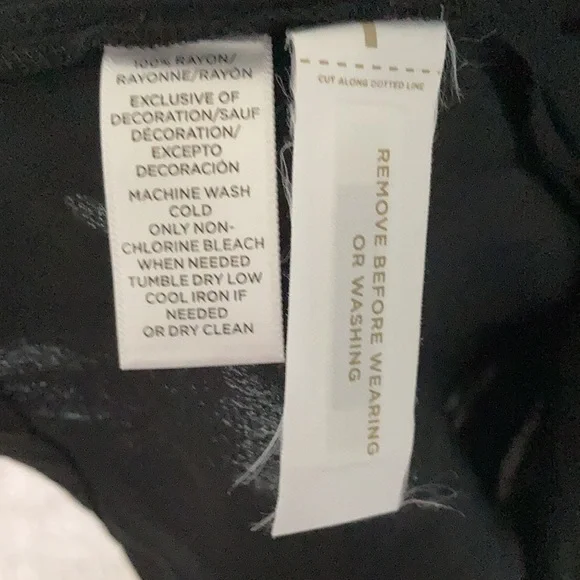 100% RAYON/
RAYONNE/RAYÓN
EXCLUSIVE OF
DECORATION/SAUF
DÉCORATION/
EXCEPTO
DECORACIÓN
MACHINE WASH
COLD
ONLY NON-
CHLORINE BLEACH
WHEN NEEDED
TUMBLE DRY LOW
COOL IRON IF
NEEDED
OR DRY CLEAN
CUT ALONG DOTTED LINE
REMOVE BEFORE WEARING
OR WASHING